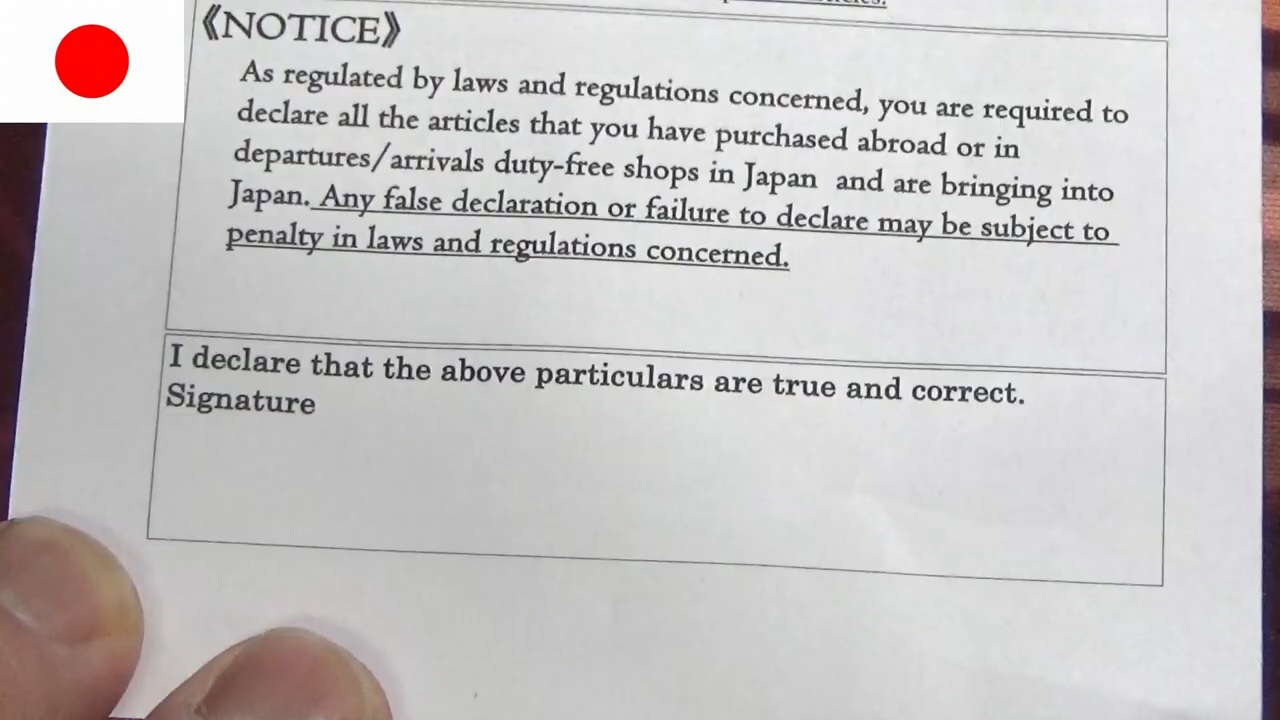 《NOTICE》
As regulated by laws and regulations concerned, you are required to
declare all the articles that you have purchased abroad or in
departures/arrivals duty-free shops in Japan and are bringing into
Japan. Any false declaration or failure to declare may be subject to
penalty in laws and regulations concerned.
I declare that the above particulars are true and correct.
Signature